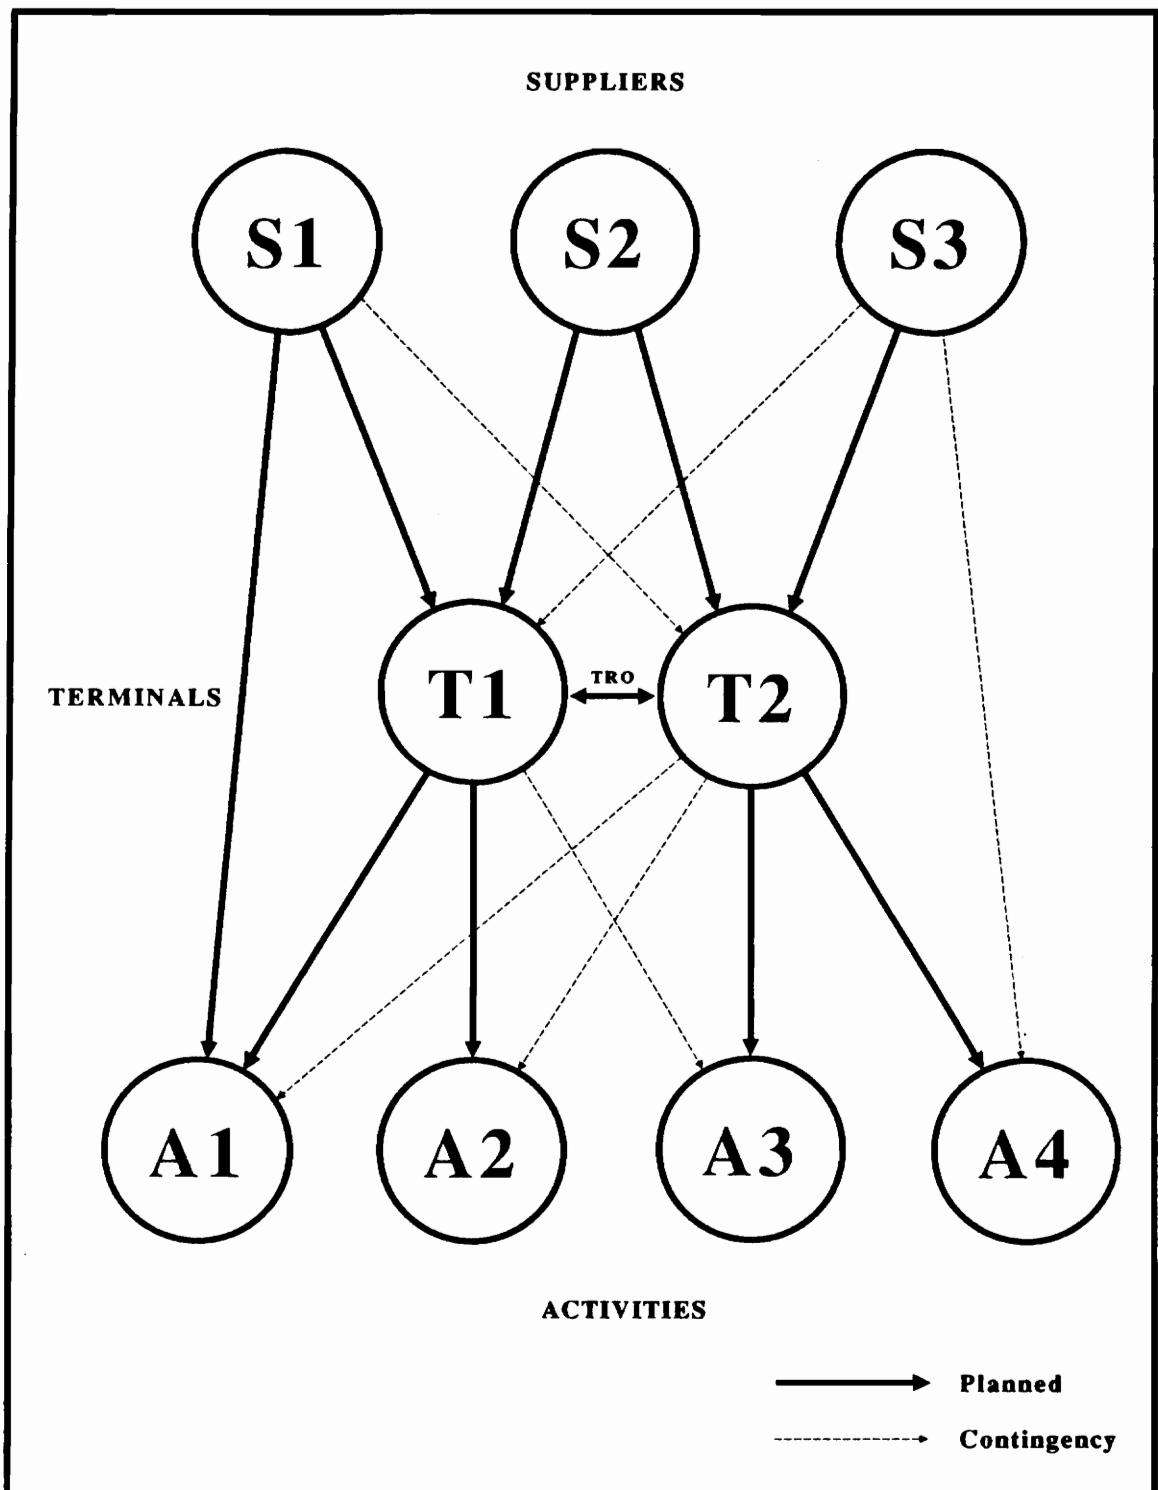 SUPPLIERS
S1
S2
S3
TERMINALS
T1
TRO
T2
A1
A2
A3
A4
ACTIVITIES
Planned
Contingency